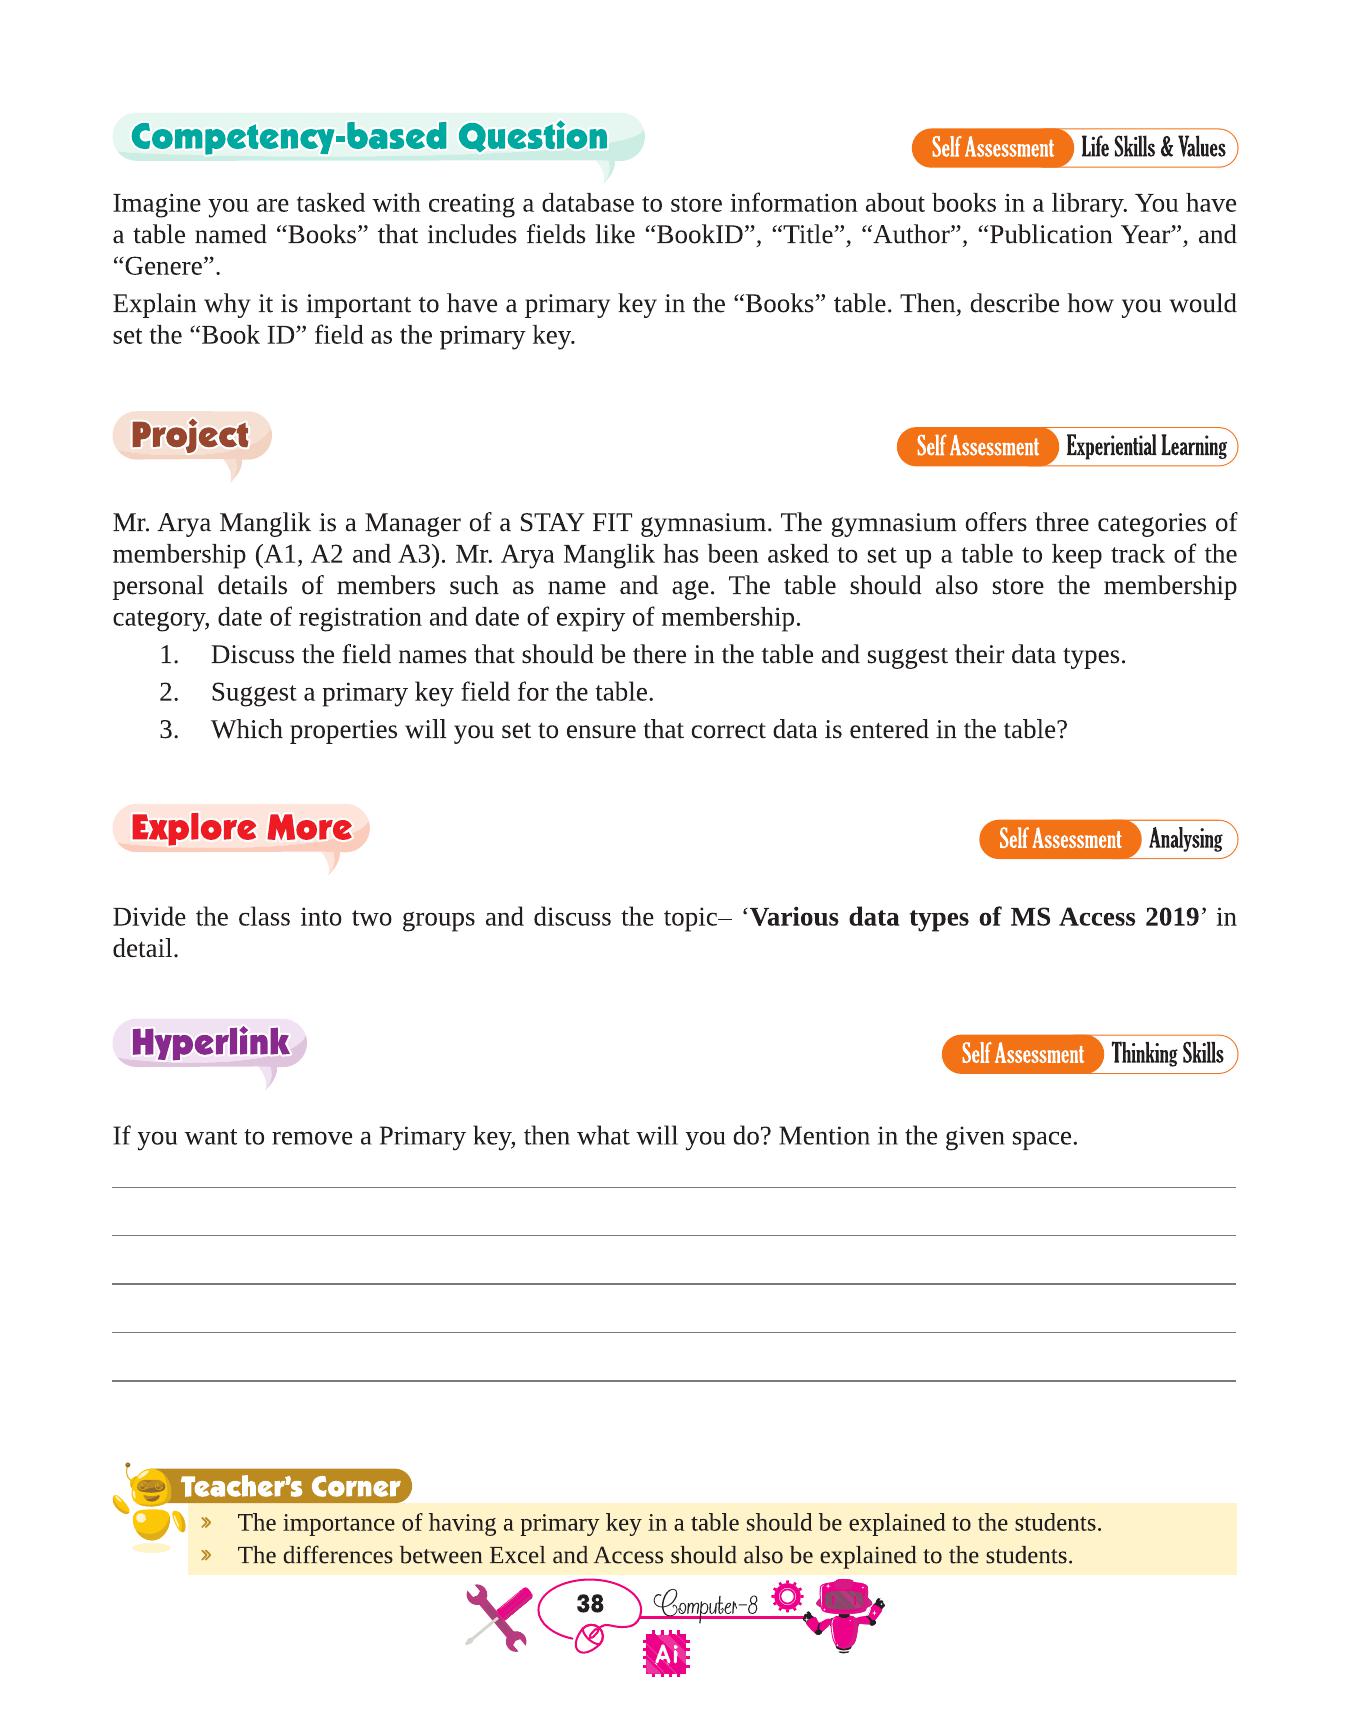 Competency-based Question
Self Assessment Life Skills & Values
Imagine you are tasked with creating a database to store information about books in a library. You have
a table named “Books” that includes fields like “BookID”, “Title”, “Author”, “Publication Year”, and
“Genere”.
Explain why it is important to have a primary key in the “Books” table. Then, describe how you would
set the “Book ID” field as the primary key.
Project
Self Assessment Experiential Learning
Mr. Arya Manglik is a Manager of a STAY FIT gymnasium. The gymnasium offers three categories of
membership (A1, A2 and A3). Mr. Arya Manglik has been asked to set up a table to keep track of the
personal details of members such as name and age. The table should also store the membership
category, date of registration and date of expiry of membership.
1. Discuss the field names that should be there in the table and suggest their data types.
2. Suggest a primary key field for the table.
3. Which properties will you set to ensure that correct data is entered in the table?
Explore More
Self Assessment Analysing
Divide the class into two groups and discuss the topic– ‘Various data types of MS Access 2019’ in
detail.
Hyperlink
Self Assessment Thinking Skills
If you want to remove a Primary key, then what will you do? Mention in the given space.
Teacher's Corner
» The importance of having a primary key in a table should be explained to the students.
» The differences between Excel and Access should also be explained to the students.
38 Computer-8
Ai